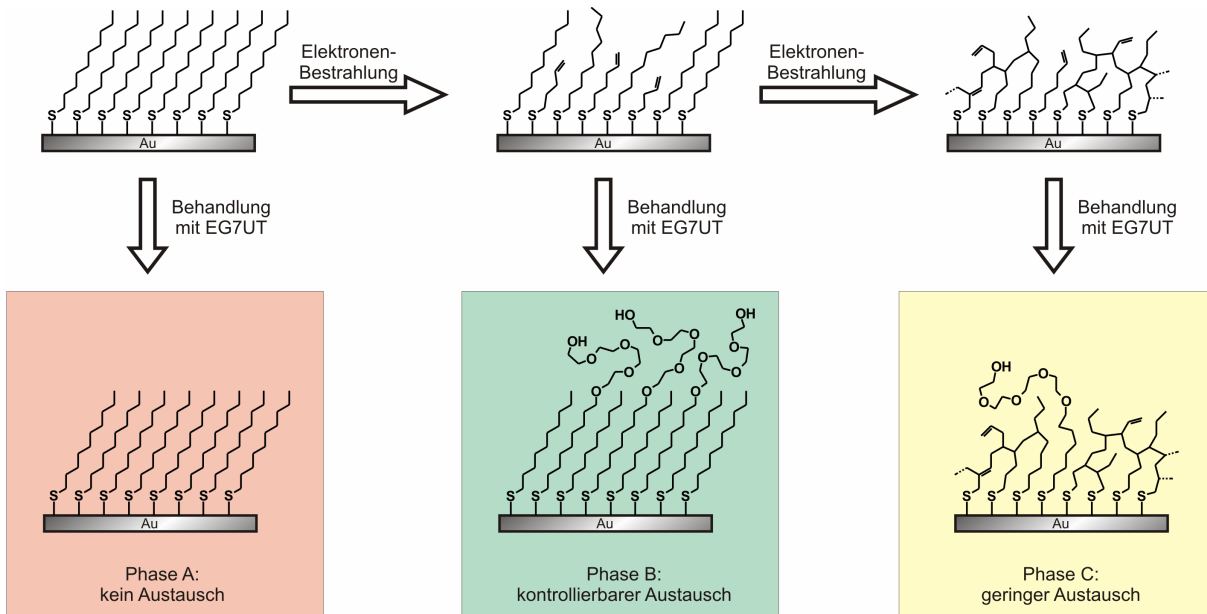 Elektronen-
Bestrahlung
Elektronen-
Bestrahlung
S S S S S S S S
Au
S S S S S S S S
Au
S S S S S S S S
Au
Behandlung
mit EG7UT
Behandlung
mit EG7UT
Behandlung
mit EG7UT
S S S S S S S S
Au
Phase A:
kein Austausch
HO
OH
OH
O
O
O
O
O
O
O
O
O
O
O
S S S S S S S S
Au
Phase B:
kontrollierbarer Austausch
OH
O
O
O
O
S S S S S S S S
Au
Phase C:
geringer Austausch